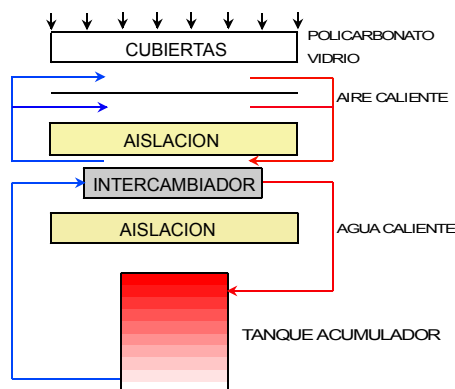 POLICARBONATO
CUBIERTAS
VIDRIO
AIRE CALIENTE
AISLACION
INTERCAMBIADOR
AISLACION
AGUA CALIENTE
TANQUE ACUMULADOR